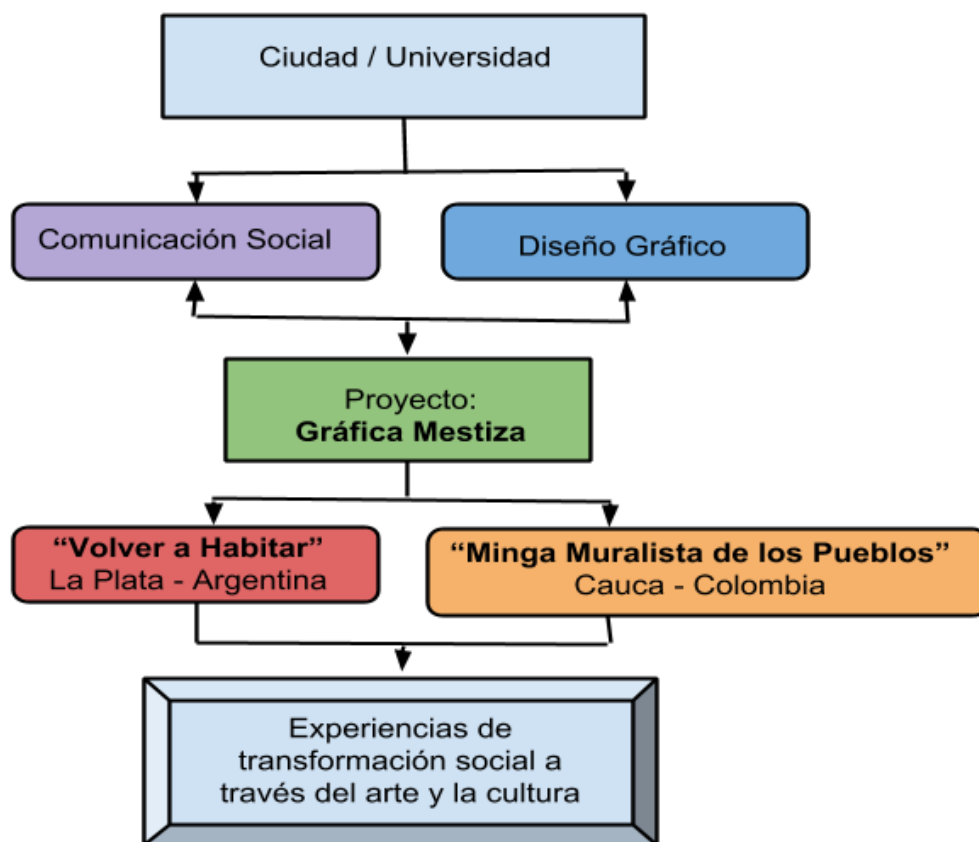 Ciudad / Universidad
Comunicación Social
Diseño Gráfico
Proyecto:
Gráfica Mestiza
“Volver a Habitar”
La Plata - Argentina
“Minga Muralista de los Pueblos”
Cauca - Colombia
Experiencias de
transformación social a
través del arte y la cultura